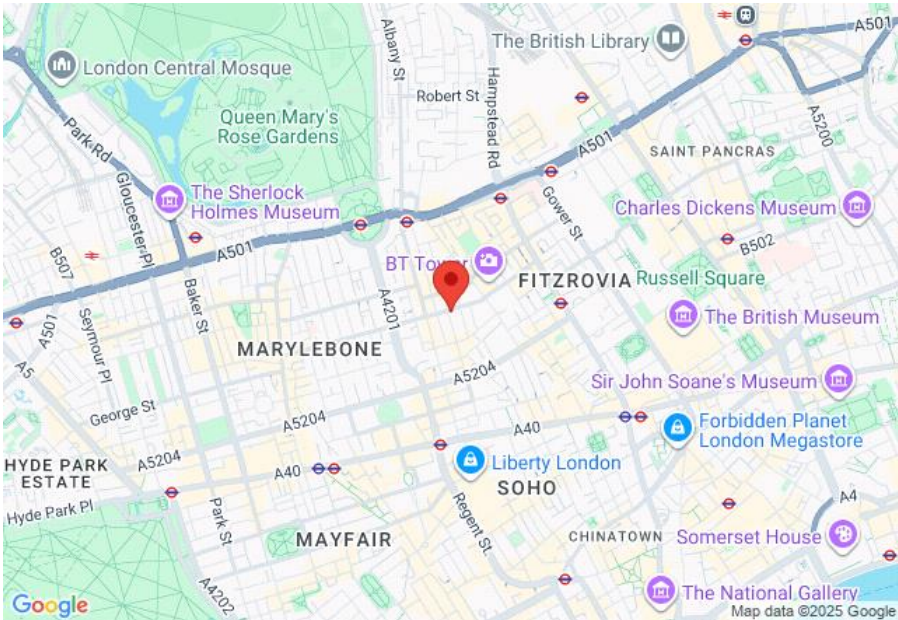 A501
The British Library
London Central Mosque
Albany St
Hampstead Rd
Robert St
Queen Mary's
Rose Gardens
A5200
Park Rd
A501
SAINT PANCRAS
Gloucester Pl
The Sherlock
Holmes Museum
Gower St
Charles Dickens Museum
B507
A501
B502
BT Tower
FITZROVIA
Russell Square
A4201
Baker St
The British Museum
A501
Seymour Pl
MARYLEBONE
A5
A5204
Sir John Soane's Museum
George St
A40
Forbidden Planet
London Megastore
A5204
HYDE PARK
ESTATE
A40
Liberty London
SOHO
Hyde Park Pl
Park St
Regent St.
A4
MAYFAIR
CHINATOWN
Somerset House
A4202
The National Gallery
Google
Map data ©2025 Google